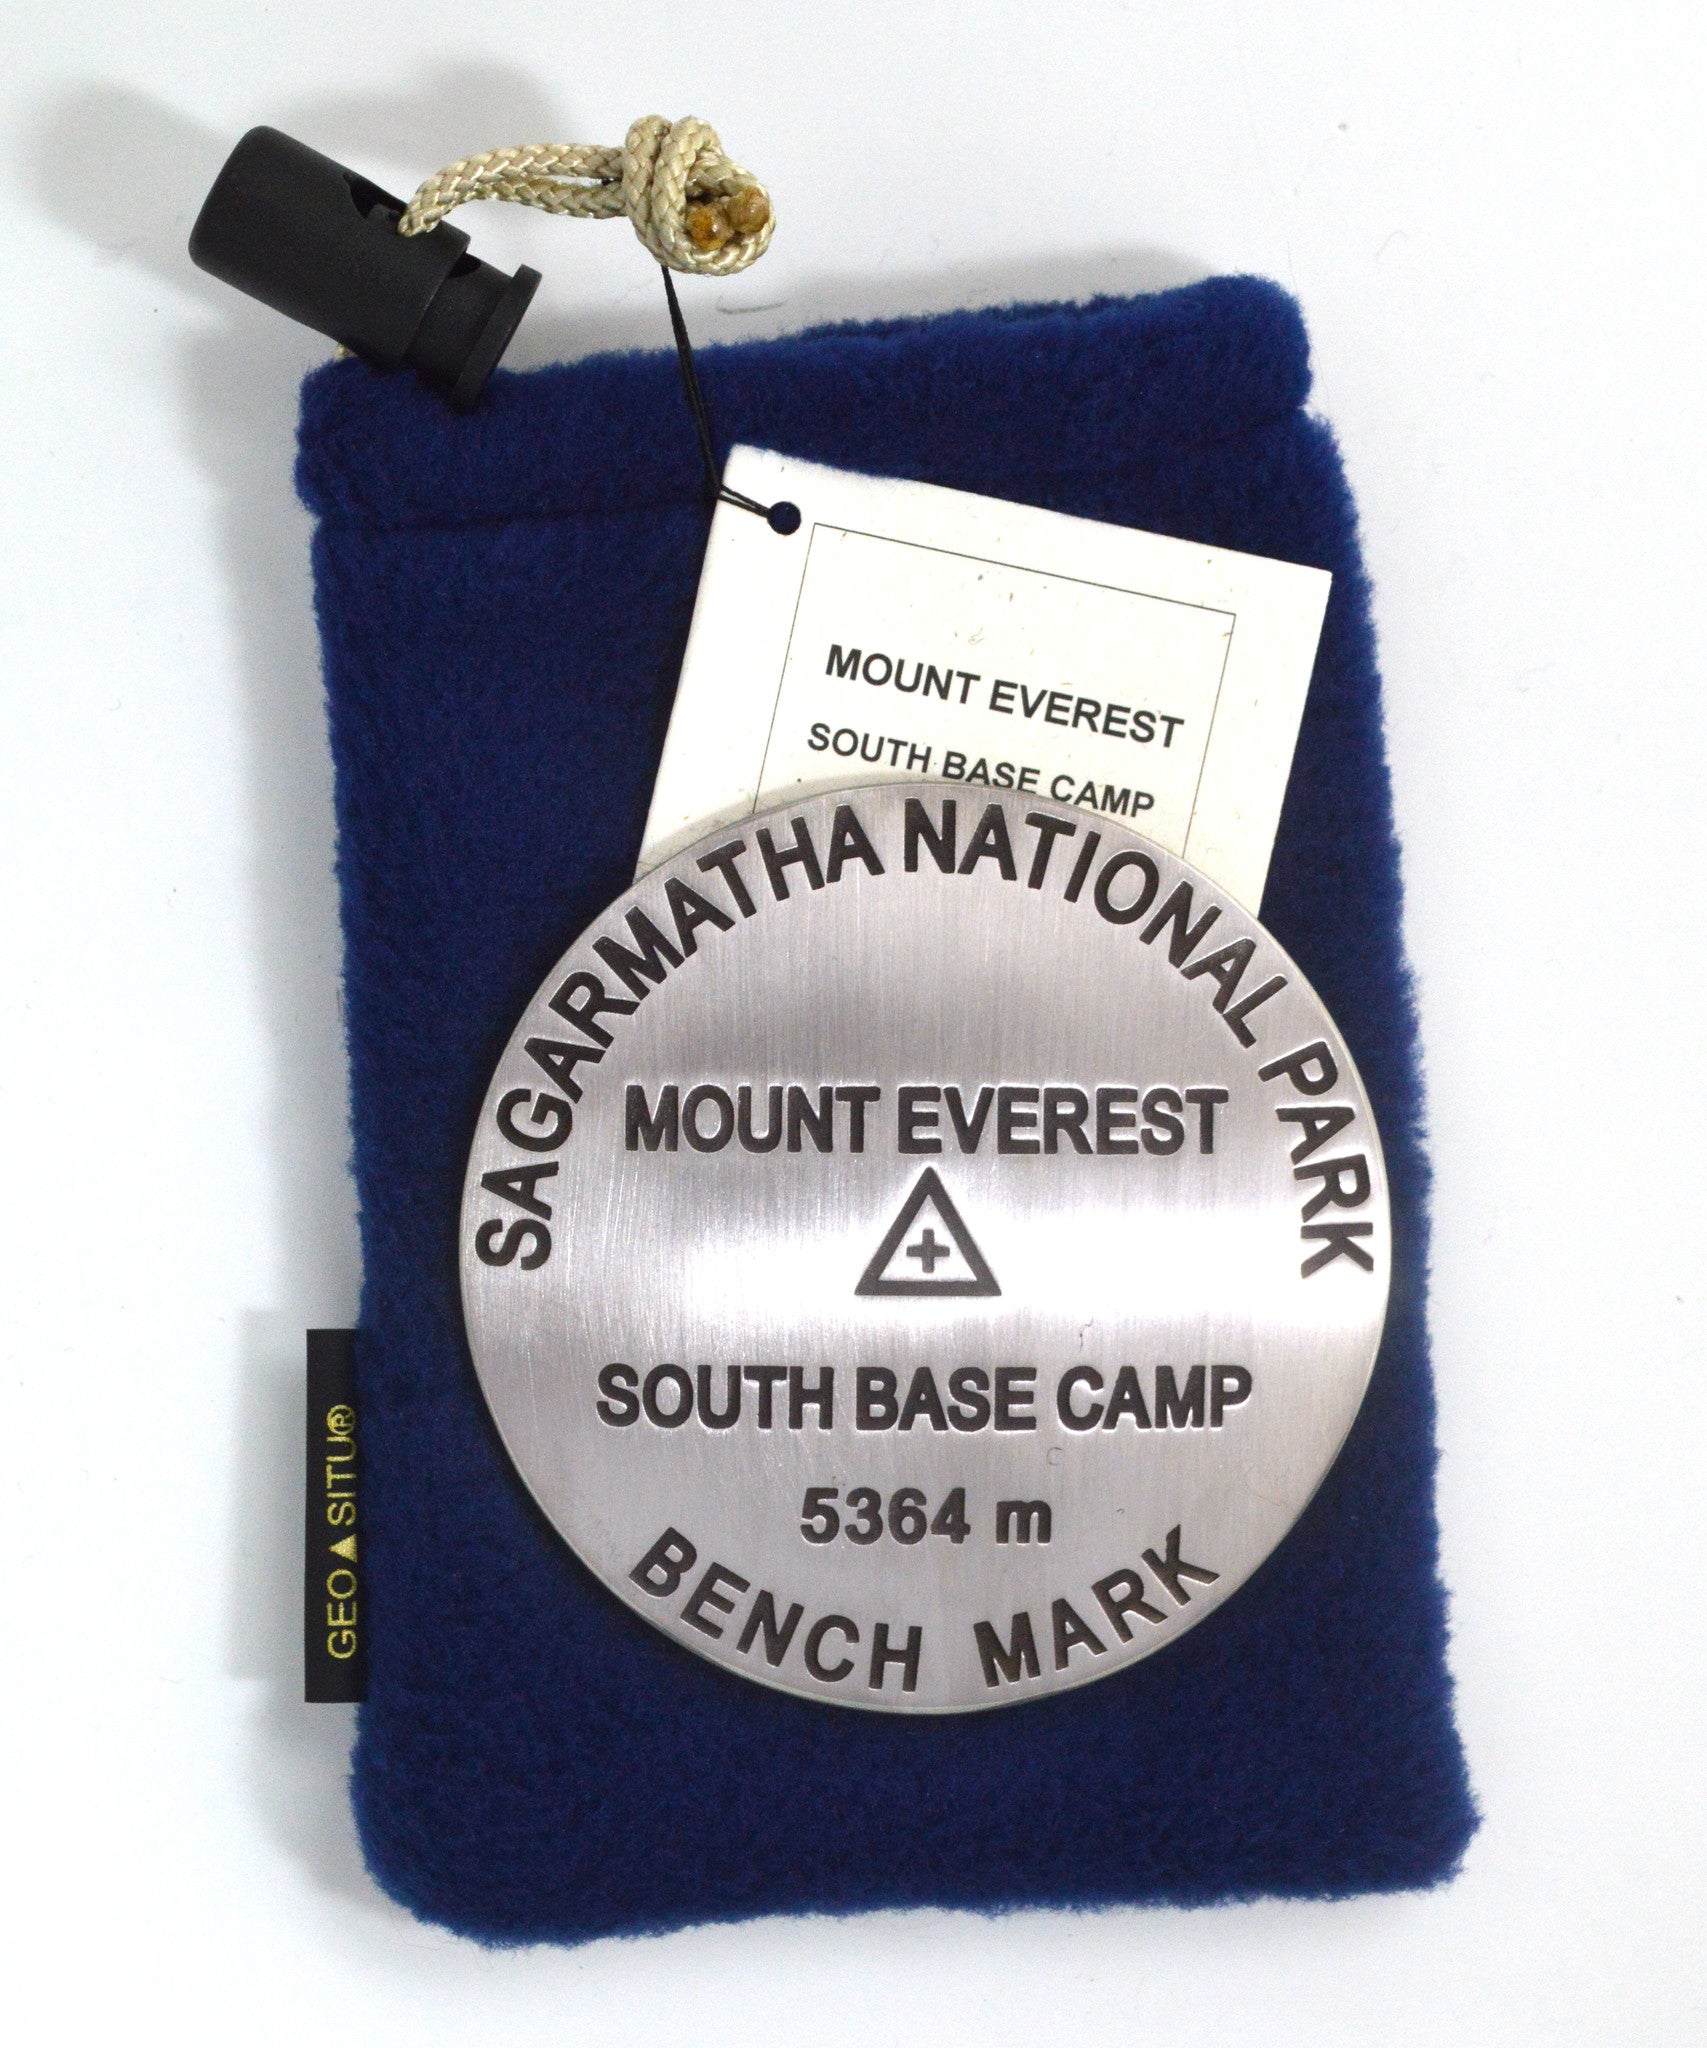 MOUNT EVEREST
SOUTH BASE CAMP
SAGARMATHA NATIONAL PARK
MOUNT EVEREST
SOUTH BASE CAMP
5364 m
BENCH MARK
GEO▲SITU®